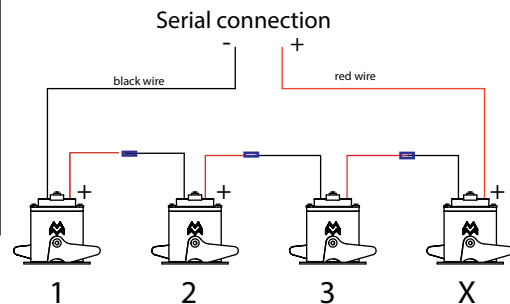 Serial connection
- +
black wire
red wire
+ + + +
1 2 3 X